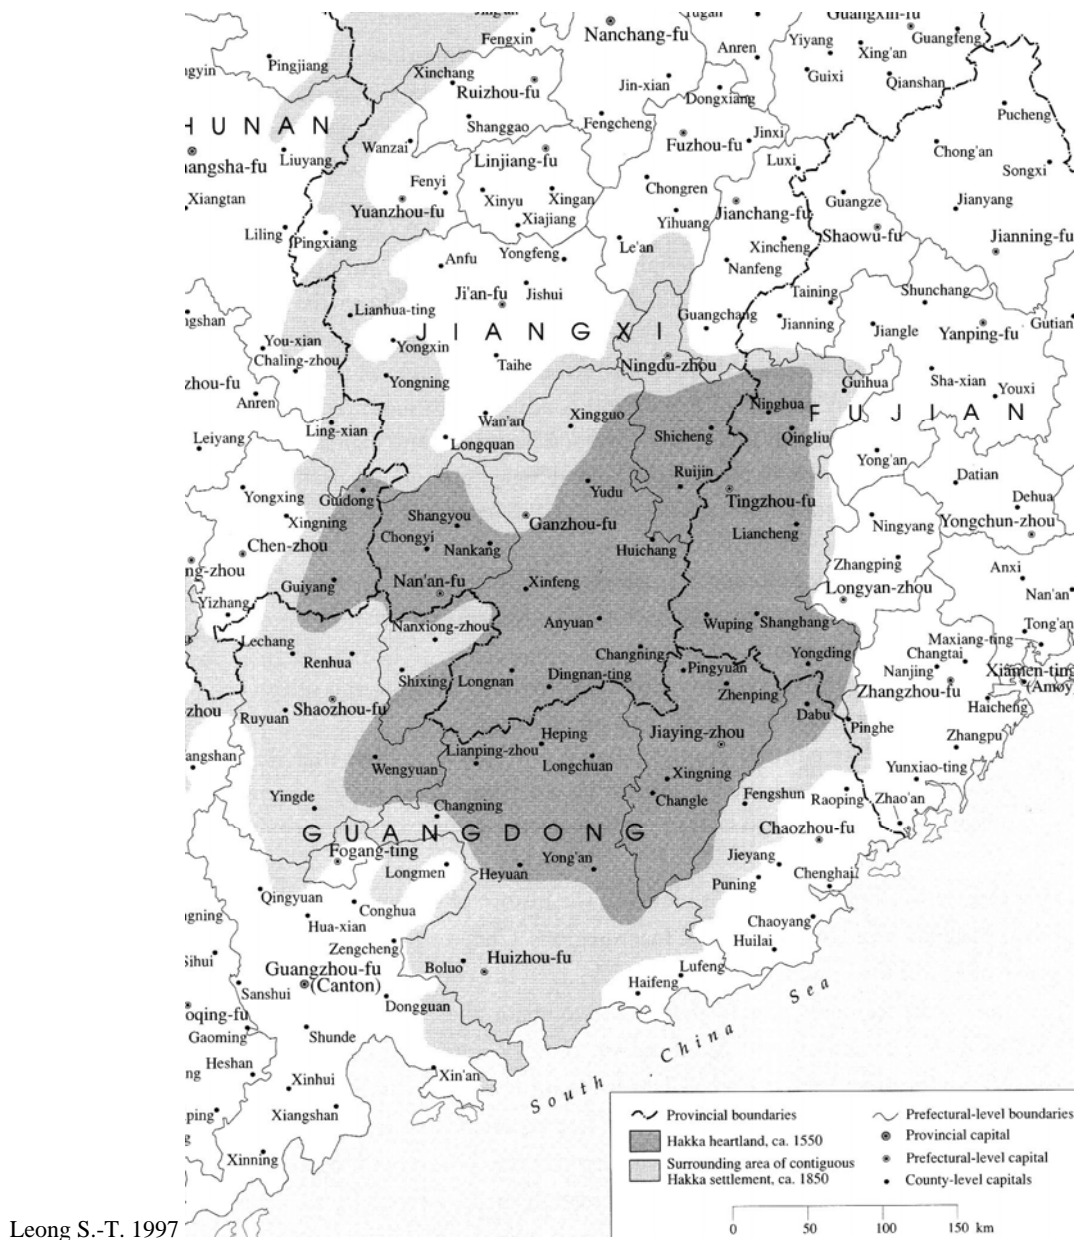 Fengxin
Nanchang-fu
Yugan
Anren
Guangxin-fu
Yiyang
Xing'an
Guangfeng
Pingjiang
Xinchang
Ruizhou-fu
Jin-xian
Dongxiang
Guixi
Qianshan
Pucheng
HUNAN
Shanggao
Fengcheng
Jinxi
Wanzai
Linjiang-fu
Fuzhou-fu
Chong'an
Liuyang
Luxi
Songxi
Fenyi
Xinyu
Xingan
Chongren
Xiangtan
Yuanzhou-fu
Xiajiang
Yihuang
Jianchang-fu
Guangze
Jianyang
Liling
Pingxiang
Shaowu-fu
Jianning-fu
Le'an
Xincheng
Anfu
Yongfeng
Nanfeng
Ji'an-fu
Jishui
Taining
Shunchang
Lianhua-ting
JIANGXI
Guangchang
Jianning
Jiangle
Yanping-fu
Gutian
You-xian
Chaling-zhou
Yongxin
Taihe
Ningdu-zhou
Yongning
Guihua
Sha-xian
Youxi
Anren
Ninghua
FUJIAN
Ling-xian
Wan'an
Xingguo
Leiyang
Longquan
Shicheng
Qingliu
Yong'an
Ruijin
Datian
Yongxing
Guidong
Yudu
Tingzhou-fu
Dehua
Xingning
Shangyou
Ganzhou-fu
Liancheng
Ningyang
Yongchun-zhou
Chen-zhou
Chongyi
Nankang
Huichang
Zhangping
Anxi
Guiyang
Nan'an-fu
Xinfeng
Longyan-zhou
Nan'an
Yizhang
Anyuan
Wuping
Shanghang
Tong'an
Lechang
Nanxiong-zhou
Maxiang-ting
Renhua
Changning
Pingyuan
Yongding
Changtai
Shixing
Longnan
Dingnan-ting
Zhenping
Nanjing
Xiamen-ting
(Amoy)
Shaozhou-fu
Zhangzhou-fu
Ruyuan
Dabu
Haicheng
Heping
Jiaying-zhou
Pinghe
Lianping-zhou
Wengyuan
Longchuan
Zhangpu
Xingning
Yunxiao-ting
Yingde
Changle
Fengshun
Raoping
Zhao'an
Changning
GUANGDONG
Chaozhou-fu
Fogang-ting
Yong'an
Jieyang
Longmen
Heyuan
Puning
Chenghai
Qingyuan
Conghua
Chaoyang
Hua-xian
Zengcheng
Huilai
Guangzhou-fu
(Canton)
Boluo
Huizhou-fu
Lufeng
Sanshui
Haifeng
Dongguan
Gaoming
Shunde
Heshan
Xin'an
Xinhui
Xiangshan
Xinning
South China Sea
Provincial boundaries
Hakka heartland, ca. 1550
Surrounding area of contiguous
Hakka settlement, ca. 1850
Prefectural-level boundaries
Provincial capital
Prefectural-level capital
County-level capitals
0 50 100 150 km
Leong S.-T. 1997